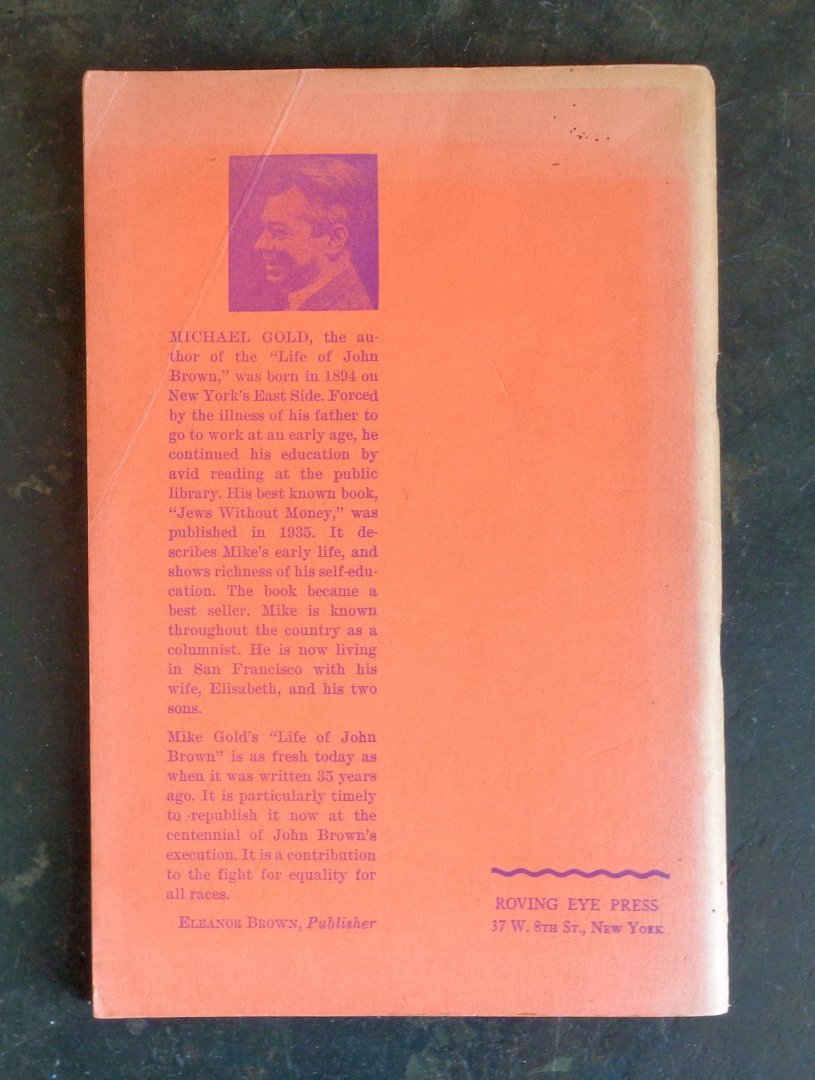 MICHAEL GOLD, the au-
thor of the “Life of John
Brown,” was born in 1894 on
New York’s East Side. Forced
by the illness of his father to
go to work at an early age, he
continued his education by
avid reading at the public
library. His best known book,
“Jews Without Money,” was
published in 1935. It de-
scribes Mike’s early life, and
shows richness of his self-edu-
cation. The book became a
best seller. Mike is known
throughout the country as a
columnist. He is now living
in San Francisco with his
wife, Elisabeth, and his two
sons.
Mike Gold’s “Life of John
Brown” is as fresh today as
when it was written 35 years
ago. It is particularly timely
to republish it now at the
centennial of John Brown’s
execution. It is a contribution
to the fight for equality for
all races.
ELEANOR BROWN, Publisher
ROVING EYE PRESS
37 W. 8TH ST., NEW YORK